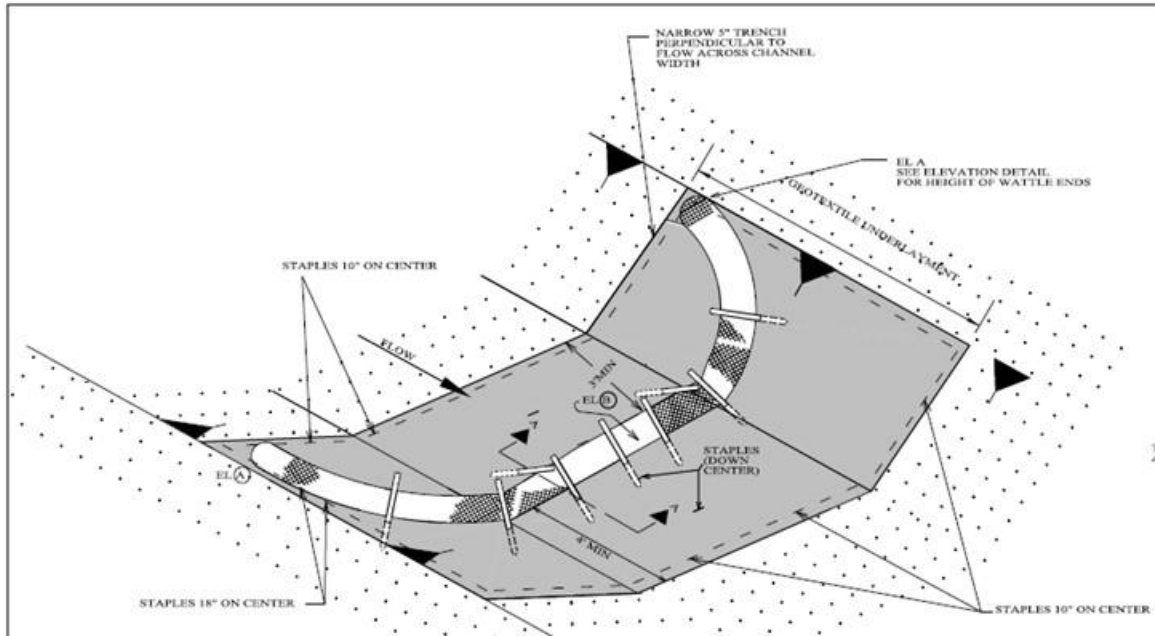 NARROW 5" TRENCH
PERPENDICULAR TO
FLOW ACROSS CHANNEL
WIDTH
EL A
SEE ELEVATION DETAIL
FOR HEIGHT OF WATTLE ENDS
GEOTEXTILE UNDERLAYMENT
STAPLES 10" ON CENTER
FLOW
3' MIN
EL B
STAPLES
(DOWN
CENTER)
EL A
4' MIN
STAPLES 18" ON CENTER
STAPLES 10" ON CENTER